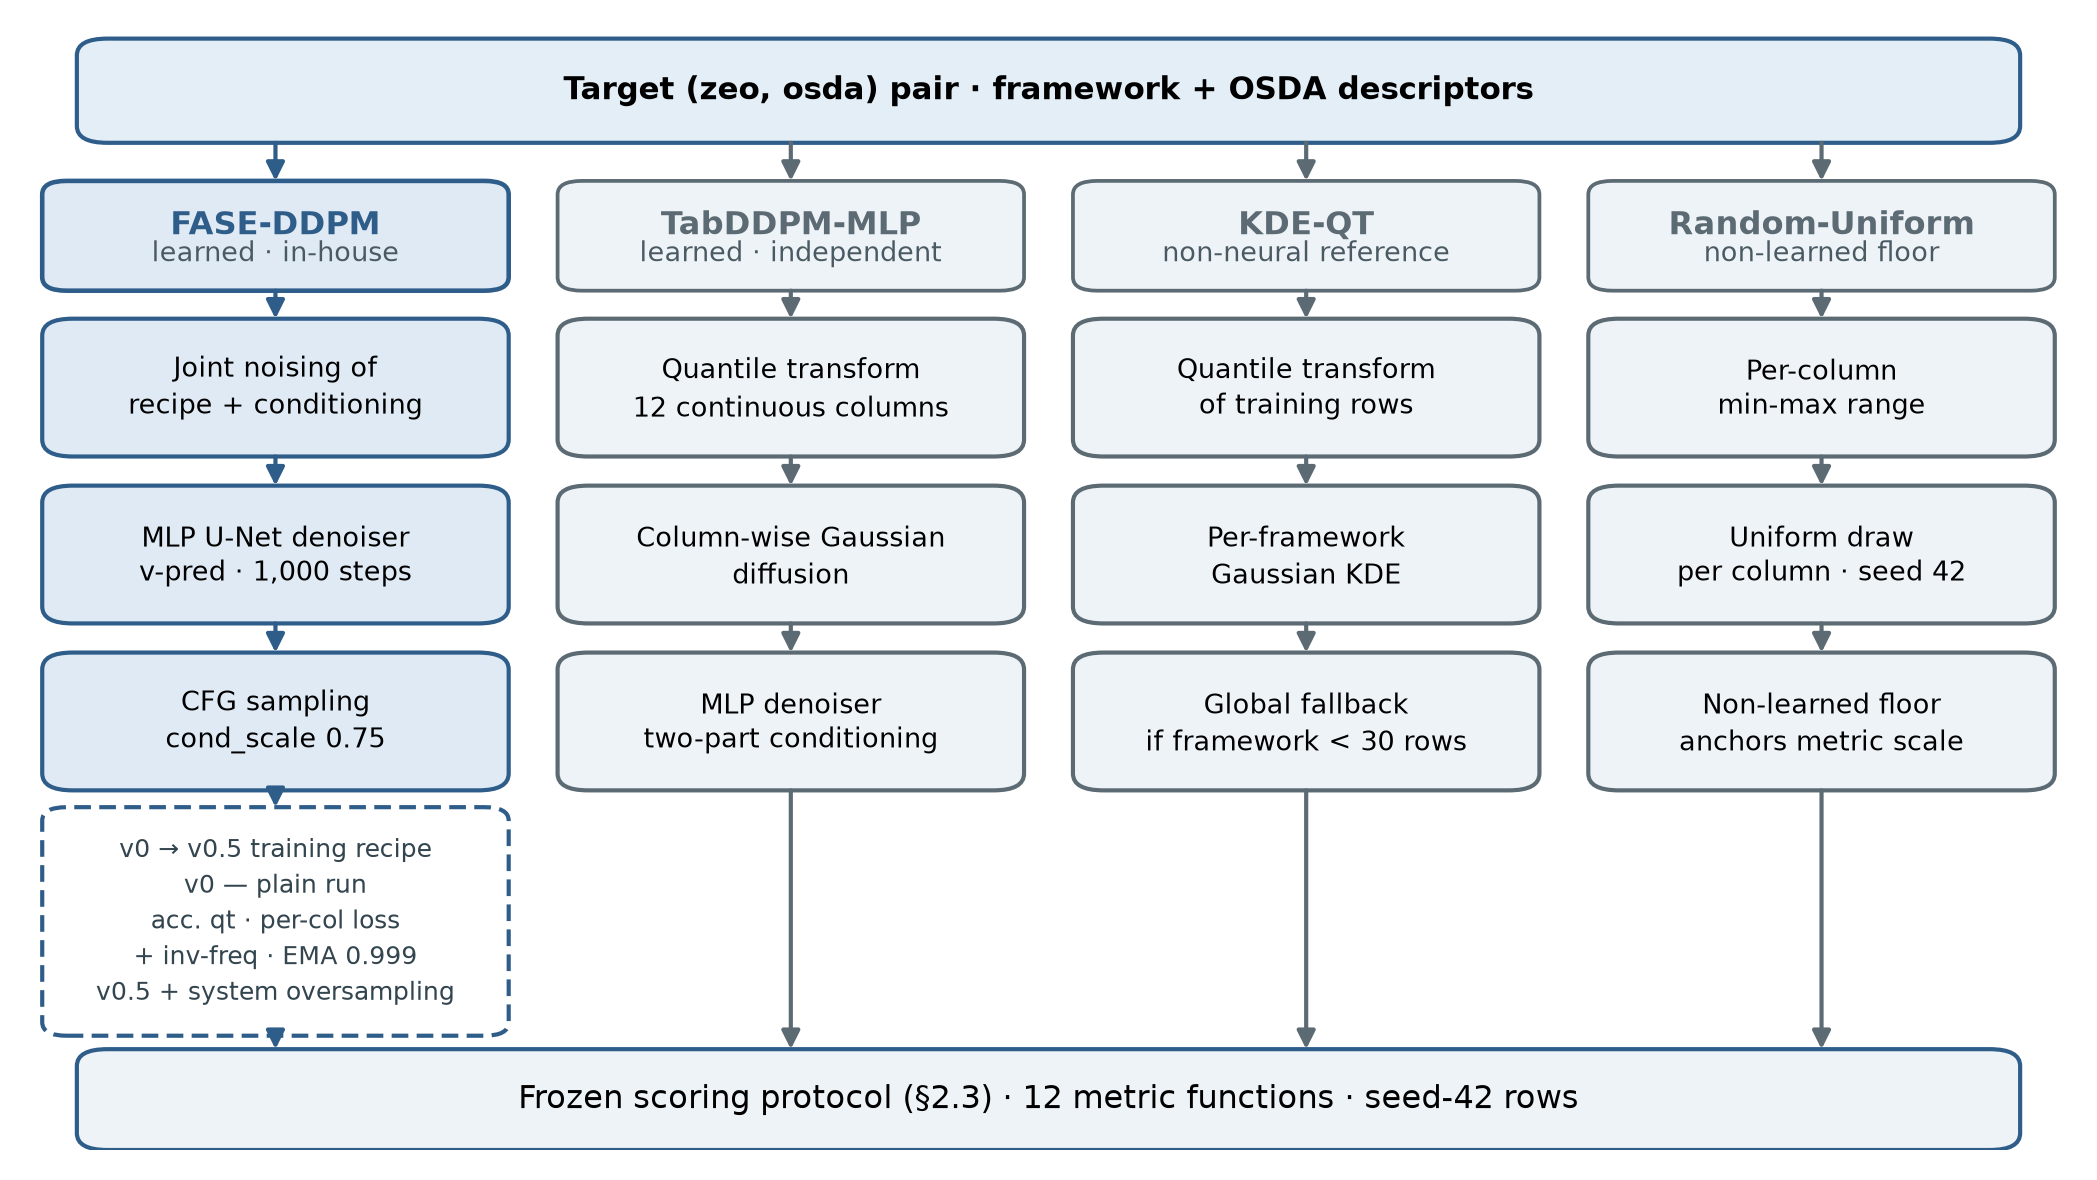 Target (zeo, osda) pair · framework + OSDA descriptors
FASE-DDPM
learned · in-house
TabDDPM-MLP
learned · independent
KDE-QT
non-neural reference
Random-Uniform
non-learned floor
Joint noising of
recipe + conditioning
Quantile transform
12 continuous columns
Quantile transform
of training rows
Per-column
min-max range
MLP U-Net denoiser
v-pred · 1,000 steps
Column-wise Gaussian
diffusion
Per-framework
Gaussian KDE
Uniform draw
per column · seed 42
CFG sampling
cond_scale 0.75
MLP denoiser
two-part conditioning
Global fallback
if framework < 30 rows
Non-learned floor
anchors metric scale
v0 → v0.5 training recipe
v0 — plain run
acc. qt · per-col loss
+ inv-freq · EMA 0.999
v0.5 + system oversampling
Frozen scoring protocol (§2.3) · 12 metric functions · seed-42 rows